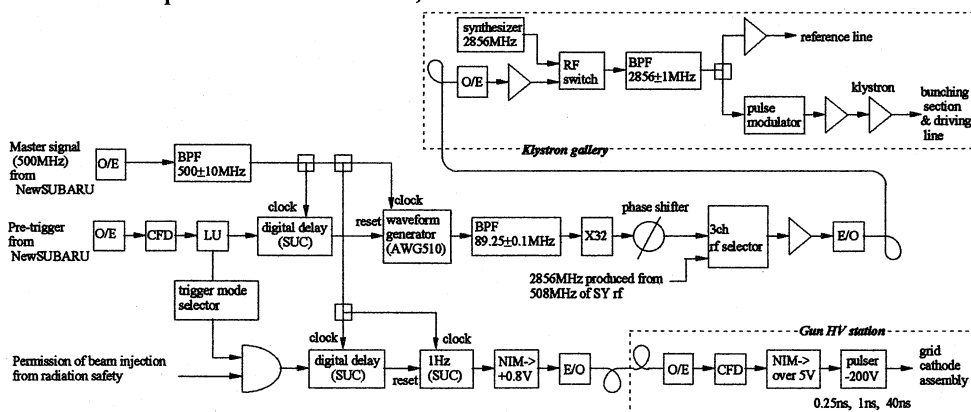 synthesizer
2856MHz
reference line
O/E
RF
switch
BPF
2856±1MHz
klystron
pulse
modulator
bunching
section
& driving
line
Klystron gallery
Master signal
(500MHz)
from
NewSUBARU
O/E
BPF
500±10MHz
clock
clock
Pre-trigger
from
NewSUBARU
O/E
CFD
LU
digital delay
(SUC)
reset
waveform
generator
(AWG510)
BPF
89.25±0.1MHz
X32
phase shifter
3ch
rf selector
E/O
2856MHz produced from
508MHz of SY rf
trigger mode
selector
Permission of beam injection
from radiation safety
clock
digital delay
(SUC)
reset
clock
1Hz
(SUC)
NIM->
+0.8V
E/O
Gun HV station
O/E
CFD
NIM->
over 5V
pulser
-200V
grid
cathode
assembly
0.25ns, 1ns, 40ns